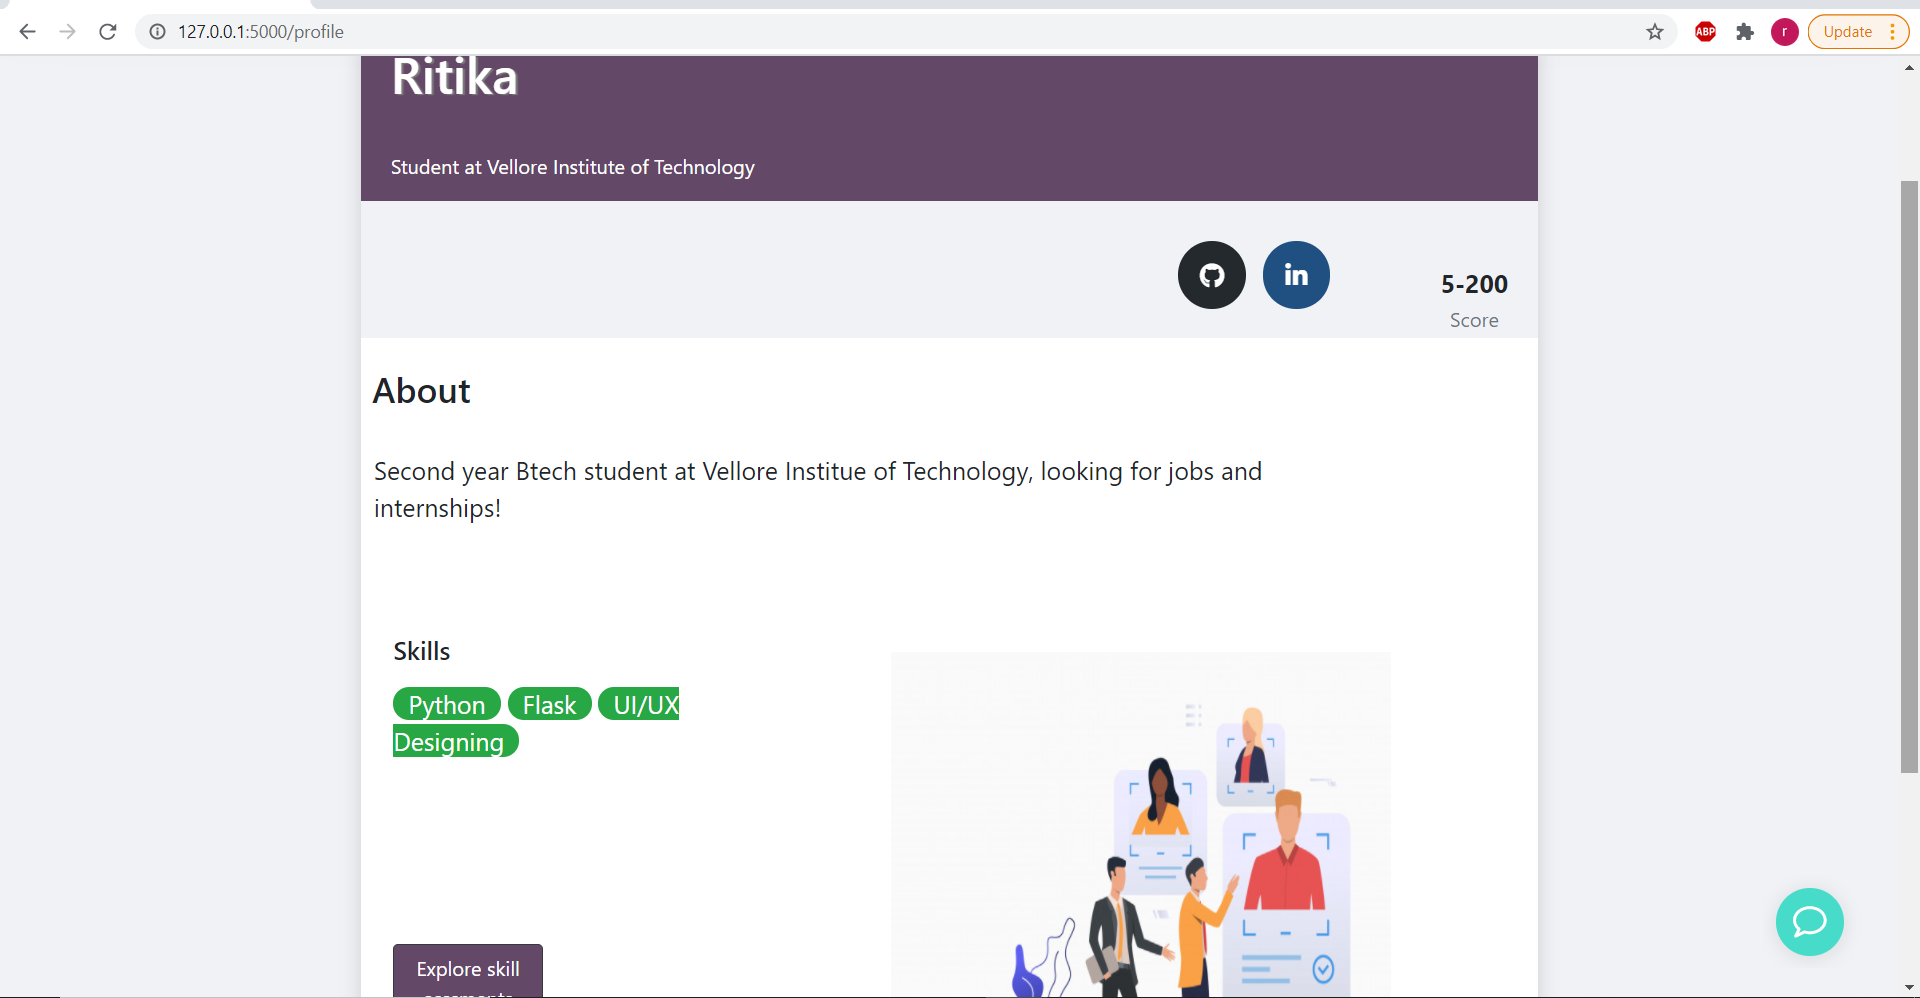 127.0.0.1:5000/profile
ABP
r
Update
Ritika
Student at Vellore Institute of Technology
in
5-200
Score
About
Second year Btech student at Vellore Institue of Technology, looking for jobs and
internships!
Skills
Python Flask UI/UX
Designing
Explore skill